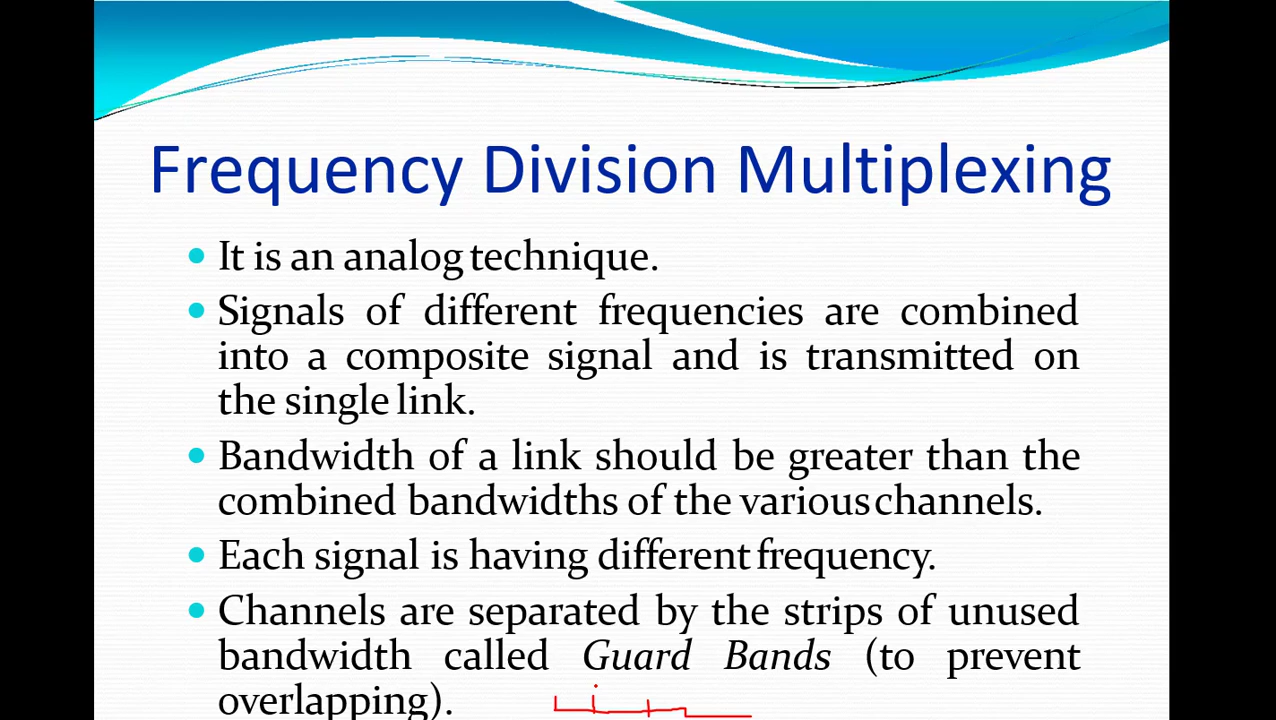 Frequency Division Multiplexing
• It is an analog technique.
• Signals of different frequencies are combined
into a composite signal and is transmitted on
the single link.
• Bandwidth of a link should be greater than the
combined bandwidths of the various channels.
• Each signal is having different frequency.
• Channels are separated by the strips of unused
bandwidth called Guard Bands (to prevent
overlapping).